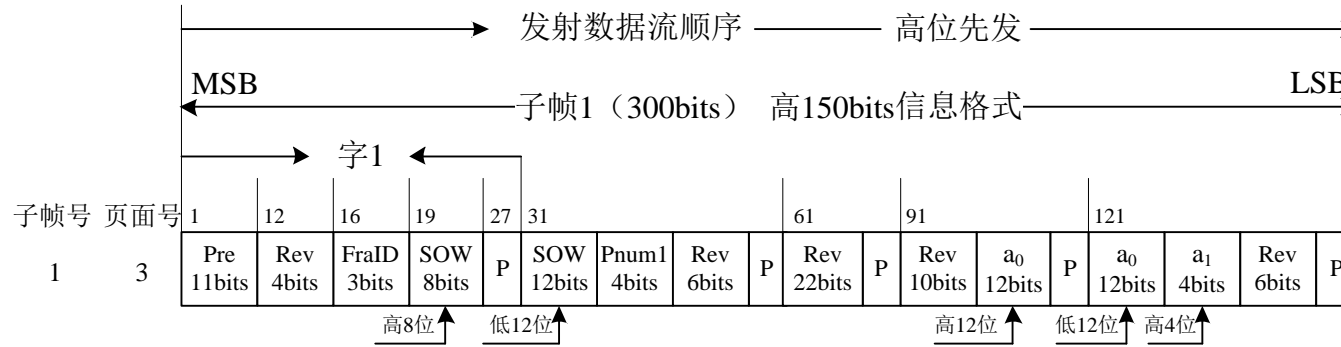 发射数据流顺序 高位先发
MSB LSB
子帧1（300bits） 高150bits信息格式
字1
子帧号 页面号 1 12 16 19 27 31 61 91 121
1 3
Pre 11bits Rev 4bits FraID 3bits SOW 8bits P SOW 12bits Pnum1 4bits Rev 6bits P Rev 22bits P Rev 10bits a0 12bits P a0 12bits a1 4bits Rev 6bits P
高8位 低12位 高12位 低12位 高4位